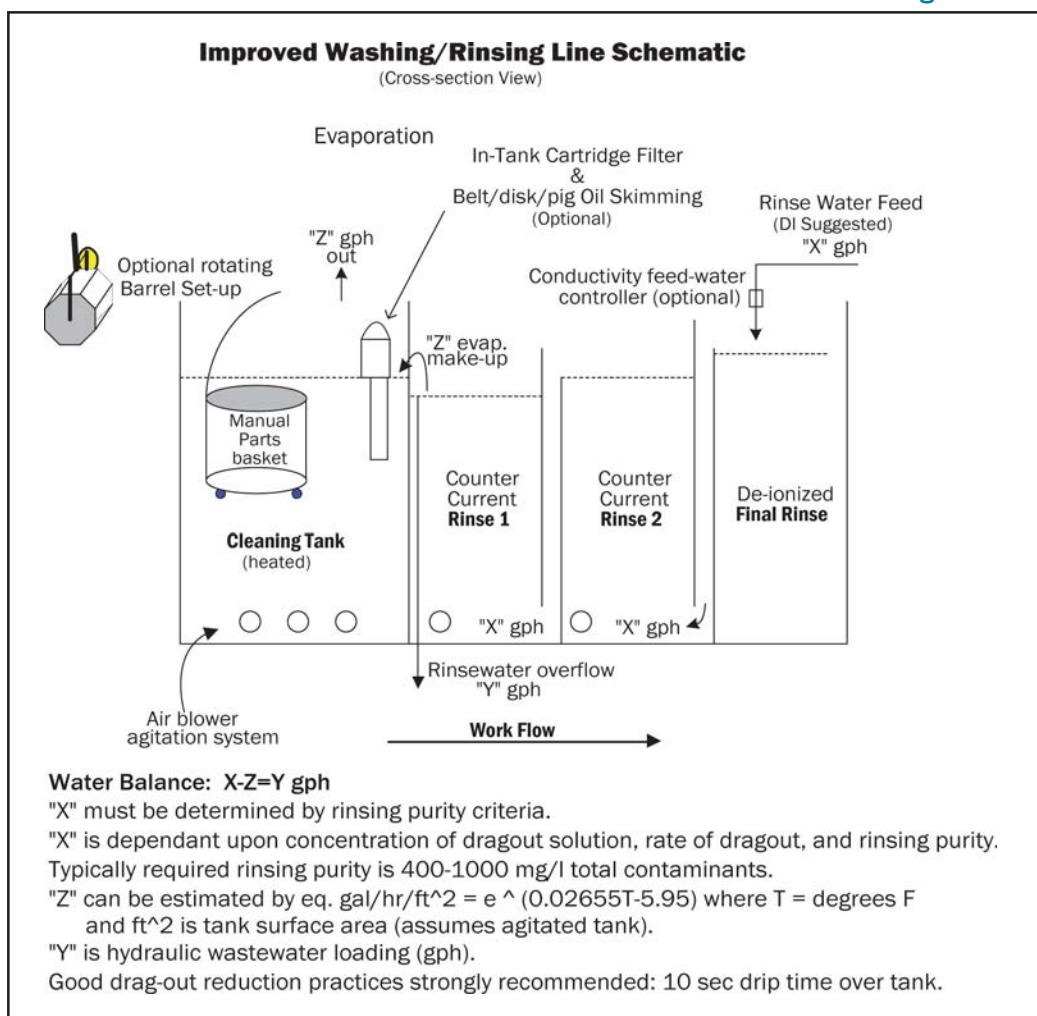 Improved Washing/Rinsing Line Schematic
(Cross-section View)
Evaporation
In-Tank Cartridge Filter
&
Belt/disk/pig Oil Skimming
(Optional)
Rinse Water Feed
(DI Suggested)
"X" gph
"Z" gph
out
Optional rotating
Barrel Set-up
Conductivity feed-water
controller (optional)
"Z" evap.
make-up
Manual
Parts
basket
Counter
Current
Rinse 1
Counter
Current
Rinse 2
De-ionized
Final Rinse
Cleaning Tank
(heated)
"X" gph
"X" gph
Rinsewater overflow
"Y" gph
Air blower
agitation system
Work Flow
Water Balance: X-Z=Y gph
"X" must be determined by rinsing purity criteria.
"X" is dependant upon concentration of dragout solution, rate of dragout, and rinsing purity.
Typically required rinsing purity is 400-1000 mg/l total contaminants.
"Z" can be estimated by eq. gal/hr/ft^2 = e ^ (0.02655T-5.95) where T = degrees F
and ft^2 is tank surface area (assumes agitated tank).
"Y" is hydraulic wastewater loading (gph).
Good drag-out reduction practices strongly recommended: 10 sec drip time over tank.